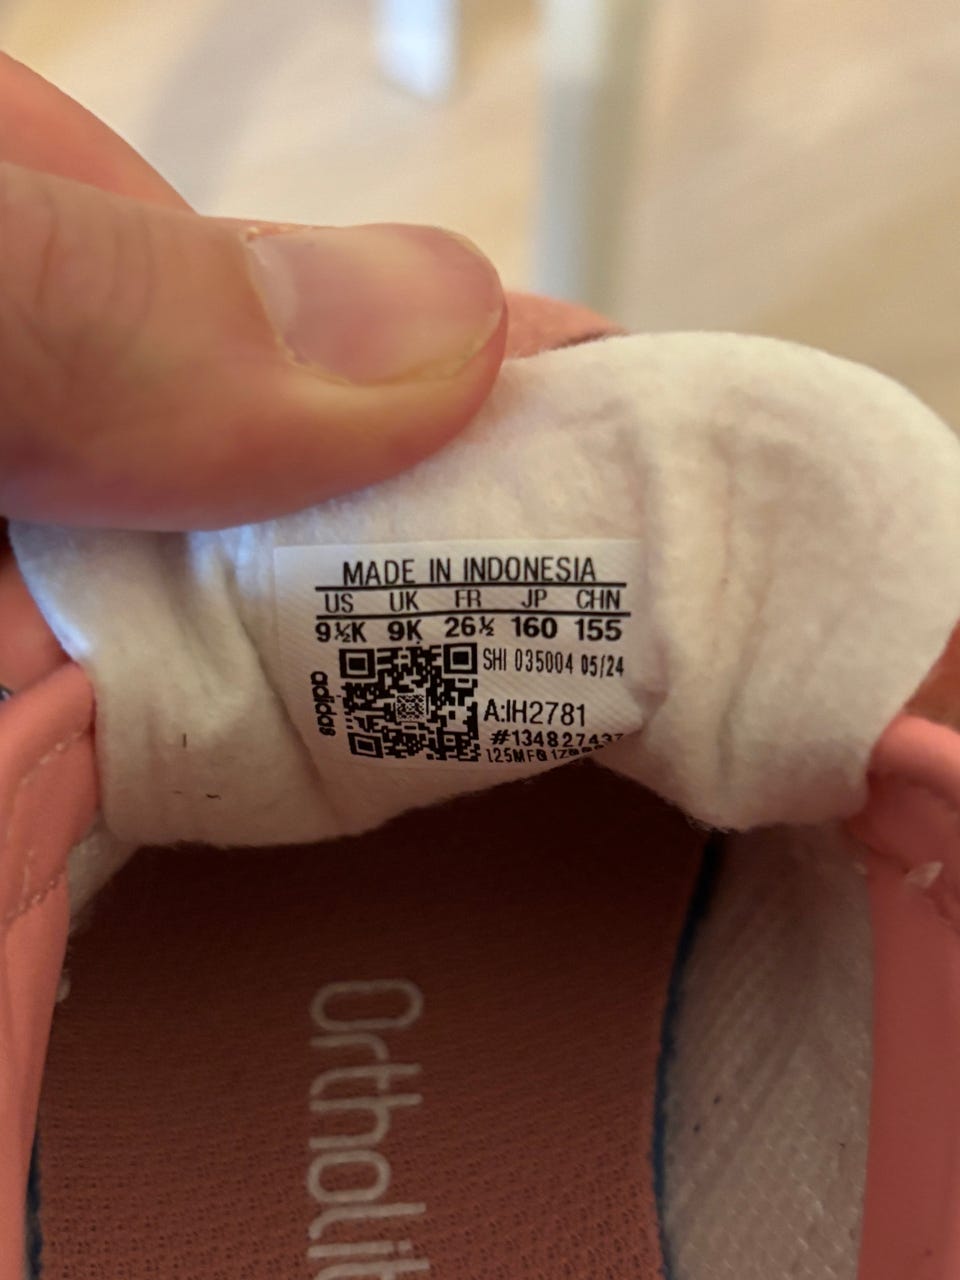 MADE IN INDONESIA
US UK FR JP CHN
9½K 9K 26½ 160 155
SHI 035004 05/24
adidas
A:IH2781
Ortholit